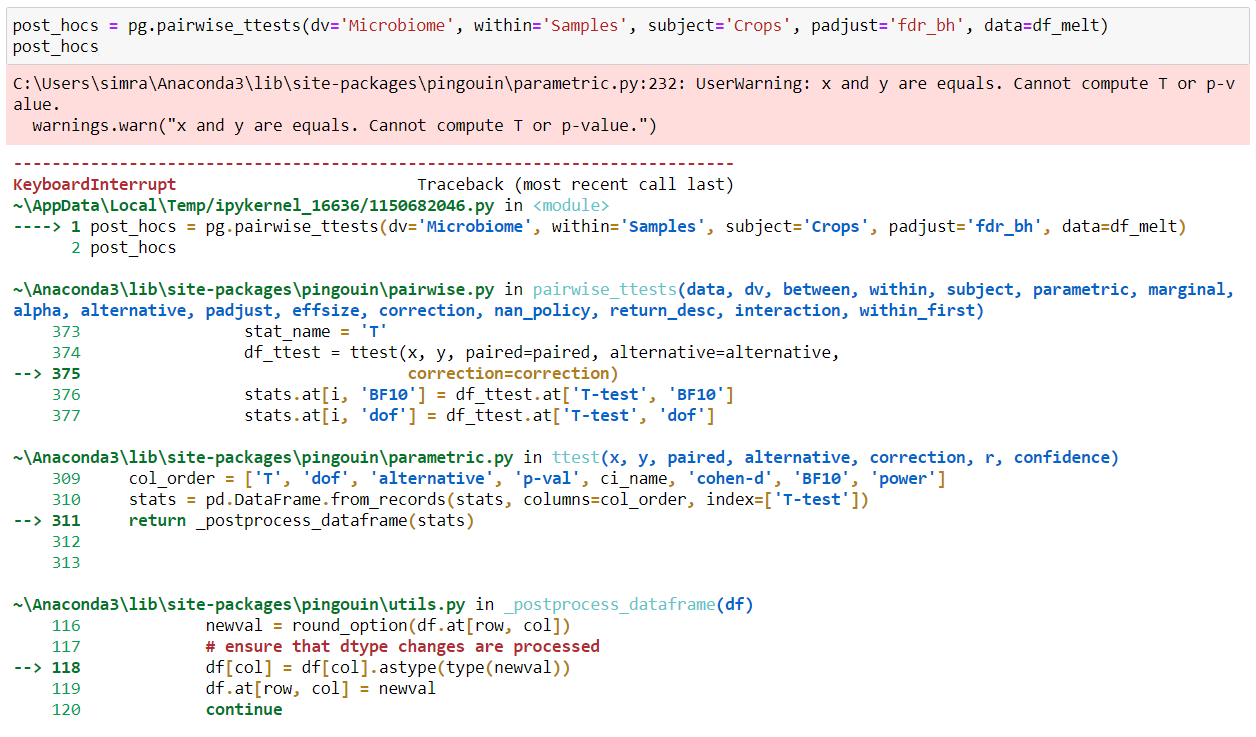 post_hocs = pg.pairwise_ttests(dv='Microbiome', within='Samples', subject='Crops', padjust='fdr_bh', data=df_melt)
post_hocs
C:\Users\simra\Anaconda3\lib\site-packages\pingouin\parametric.py:232: UserWarning: x and y are equals. Cannot compute T or p-v
alue.
  warnings.warn("x and y are equals. Cannot compute T or p-value.")
---------------------------------------------------------------------------
KeyboardInterrupt                         Traceback (most recent call last)
~\AppData\Local\Temp/ipykernel_16636/1150682046.py in <module>
----> 1 post_hocs = pg.pairwise_ttests(dv='Microbiome', within='Samples', subject='Crops', padjust='fdr_bh', data=df_melt)
      2 post_hocs
~\Anaconda3\lib\site-packages\pingouin\pairwise.py in pairwise_ttests(data, dv, between, within, subject, parametric, marginal,
alpha, alternative, padjust, effsize, correction, nan_policy, return_desc, interaction, within_first)
    373                 stat_name = 'T'
    374                 df_ttest = ttest(x, y, paired=paired, alternative=alternative,
--> 375                                  correction=correction)
    376                 stats.at[i, 'BF10'] = df_ttest.at['T-test', 'BF10']
    377                 stats.at[i, 'dof'] = df_ttest.at['T-test', 'dof']
~\Anaconda3\lib\site-packages\pingouin\parametric.py in ttest(x, y, paired, alternative, correction, r, confidence)
    309     col_order = ['T', 'dof', 'alternative', 'p-val', ci_name, 'cohen-d', 'BF10', 'power']
    310     stats = pd.DataFrame.from_records(stats, columns=col_order, index=['T-test'])
--> 311     return _postprocess_dataframe(stats)
    312
    313
~\Anaconda3\lib\site-packages\pingouin\utils.py in _postprocess_dataframe(df)
    116             newval = round_option(df.at[row, col])
    117             # ensure that dtype changes are processed
--> 118             df[col] = df[col].astype(type(newval))
    119             df.at[row, col] = newval
    120             continue